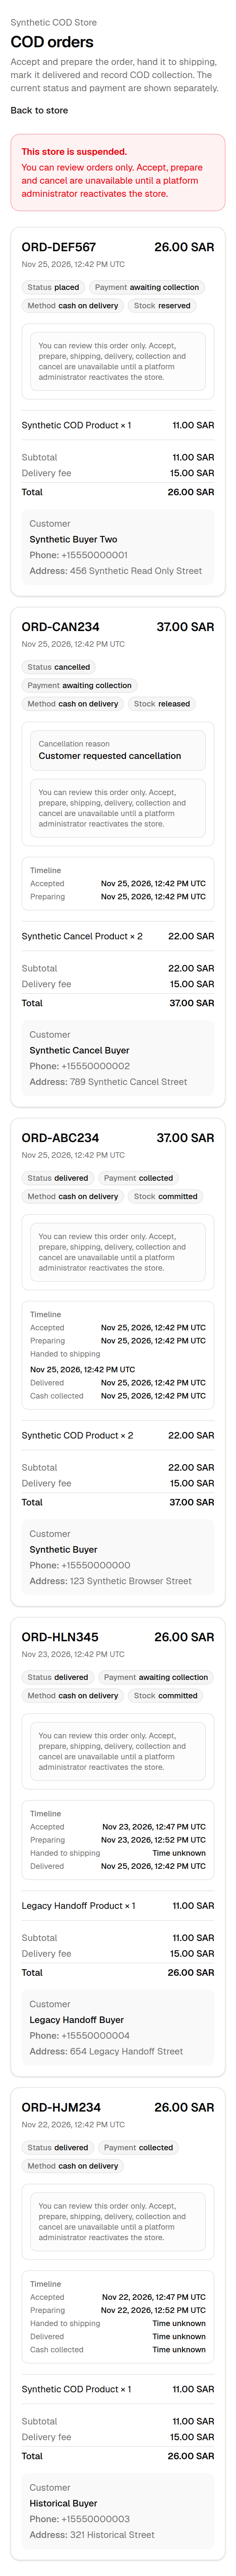 Synthetic COD Store
COD orders
Accept and prepare the order, hand it to shipping,
mark it delivered and record COD collection. The
current status and payment are shown separately.
Back to store
This store is suspended.
You can review orders only. Accept, prepare
and cancel are unavailable until a platform
administrator reactivates the store.
ORD-DEF567 26.00 SAR
Nov 25, 2026, 12:42 PM UTC
Status placed Payment awaiting collection
Method cash on delivery Stock reserved
You can review this order only. Accept,
prepare, shipping, delivery, collection and
cancel are unavailable until a platform
administrator reactivates the store.
Synthetic COD Product × 1 11.00 SAR
Subtotal 11.00 SAR
Delivery fee 15.00 SAR
Total 26.00 SAR
Customer
Synthetic Buyer Two
Phone: +15550000001
Address: 456 Synthetic Read Only Street
ORD-CAN234 37.00 SAR
Nov 25, 2026, 12:42 PM UTC
Status cancelled
Payment awaiting collection
Method cash on delivery Stock released
Cancellation reason
Customer requested cancellation
You can review this order only. Accept,
prepare, shipping, delivery, collection and
cancel are unavailable until a platform
administrator reactivates the store.
Timeline
Accepted Nov 25, 2026, 12:42 PM UTC
Preparing Nov 25, 2026, 12:42 PM UTC
Synthetic Cancel Product × 2 22.00 SAR
Subtotal 22.00 SAR
Delivery fee 15.00 SAR
Total 37.00 SAR
Customer
Synthetic Cancel Buyer
Phone: +15550000002
Address: 789 Synthetic Cancel Street
ORD-ABC234 37.00 SAR
Nov 25, 2026, 12:42 PM UTC
Status delivered Payment collected
Method cash on delivery Stock committed
You can review this order only. Accept,
prepare, shipping, delivery, collection and
cancel are unavailable until a platform
administrator reactivates the store.
Timeline
Accepted Nov 25, 2026, 12:42 PM UTC
Preparing Nov 25, 2026, 12:42 PM UTC
Handed to shipping
Nov 25, 2026, 12:42 PM UTC
Delivered Nov 25, 2026, 12:42 PM UTC
Cash collected Nov 25, 2026, 12:42 PM UTC
Synthetic COD Product × 2 22.00 SAR
Subtotal 22.00 SAR
Delivery fee 15.00 SAR
Total 37.00 SAR
Customer
Synthetic Buyer
Phone: +15550000000
Address: 123 Synthetic Browser Street
ORD-HLN345 26.00 SAR
Nov 23, 2026, 12:42 PM UTC
Status delivered Payment awaiting collection
Method cash on delivery Stock committed
You can review this order only. Accept,
prepare, shipping, delivery, collection and
cancel are unavailable until a platform
administrator reactivates the store.
Timeline
Accepted Nov 23, 2026, 12:47 PM UTC
Preparing Nov 23, 2026, 12:52 PM UTC
Handed to shipping Time unknown
Delivered Nov 25, 2026, 12:42 PM UTC
Legacy Handoff Product × 1 11.00 SAR
Subtotal 11.00 SAR
Delivery fee 15.00 SAR
Total 26.00 SAR
Customer
Legacy Handoff Buyer
Phone: +15550000004
Address: 654 Legacy Handoff Street
ORD-HJM234 26.00 SAR
Nov 22, 2026, 12:42 PM UTC
Status delivered Payment collected
Method cash on delivery
You can review this order only. Accept,
prepare, shipping, delivery, collection and
cancel are unavailable until a platform
administrator reactivates the store.
Timeline
Accepted Nov 22, 2026, 12:47 PM UTC
Preparing Nov 22, 2026, 12:52 PM UTC
Handed to shipping Time unknown
Delivered Time unknown
Cash collected Time unknown
Synthetic COD Product × 1 11.00 SAR
Subtotal 11.00 SAR
Delivery fee 15.00 SAR
Total 26.00 SAR
Customer
Historical Buyer
Phone: +15550000003
Address: 321 Historical Street